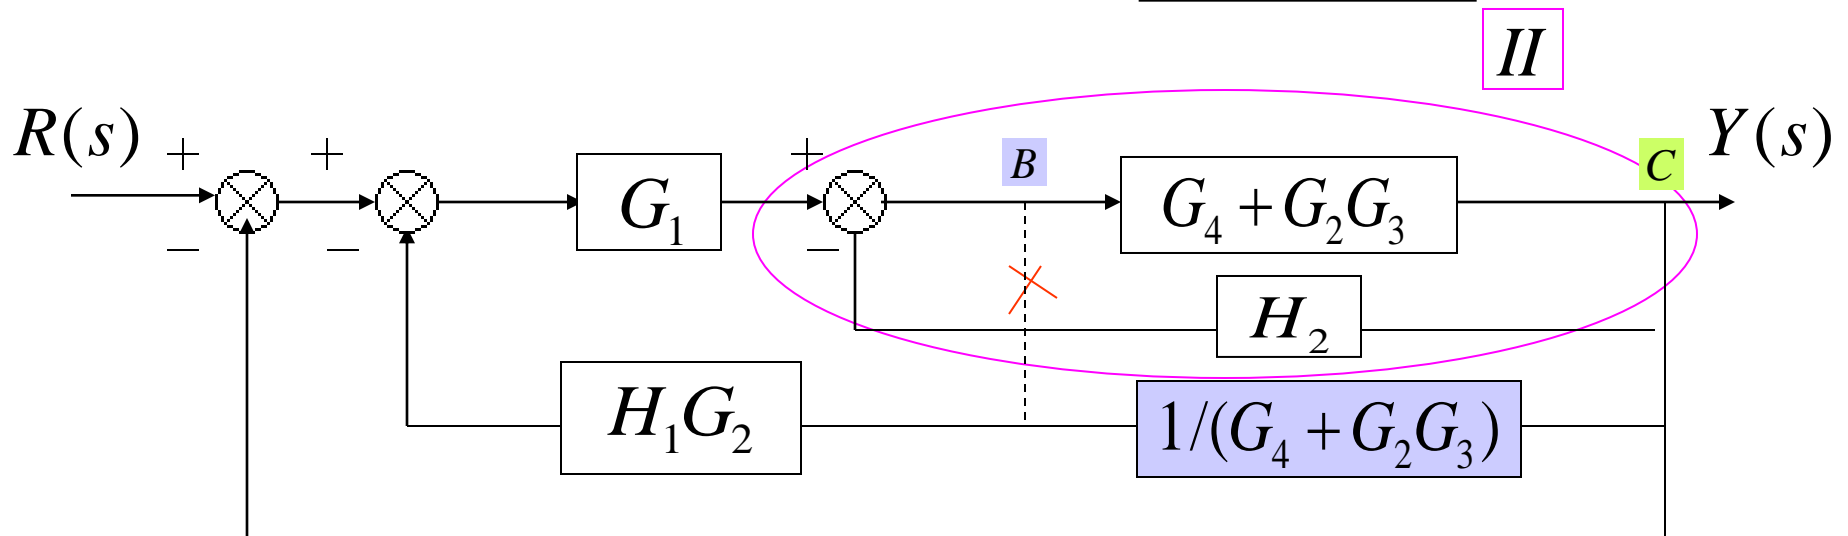 II
R(s)
Y(s)
+
+
+
B
C
G₁
G₄ + G₂G₃
−
−
−
H₂
H₁G₂
1/(G₄ + G₂G₃)